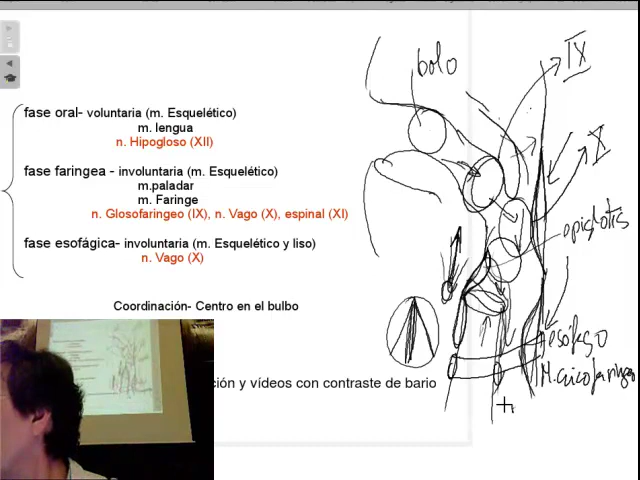 fase oral- voluntaria (m. Esquelético)
m. lengua
n. Hipogloso (XII)
fase faringea - involuntaria (m. Esquelético)
m.paladar
m. Faringe
n. Glosofaringeo (IX), n. Vago (X), espinal (XI)
fase esofágica- involuntaria (m. Esquelético y liso)
n. Vago (X)
Coordinación- Centro en el bulbo
ción y vídeos con contraste de bario
bolo
IX
X
epiglotis
esófago
M. cricofaringeo